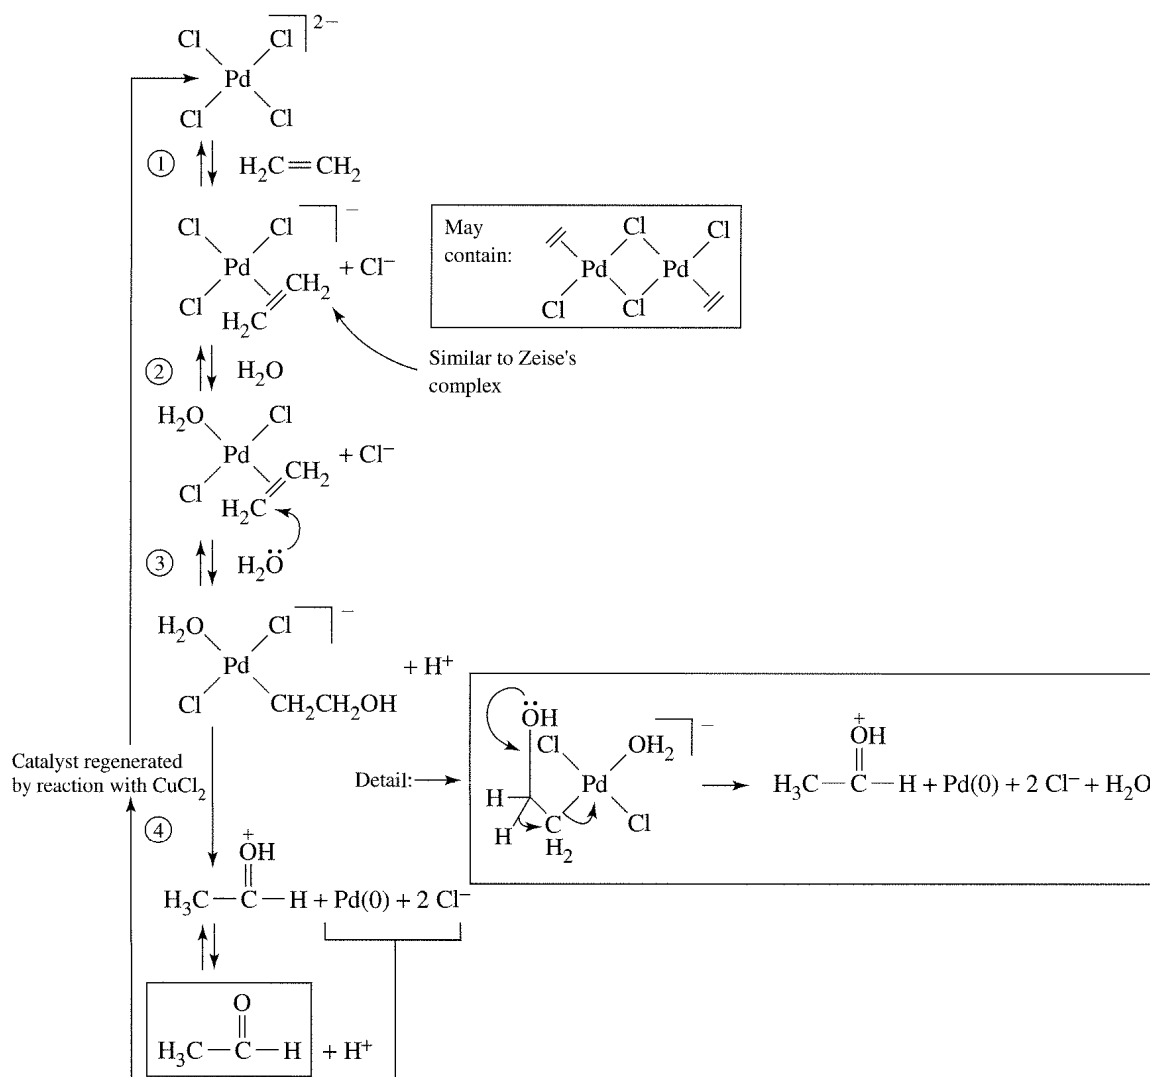 Cl Cl ]2−
Pd
Cl Cl
① H₂C=CH₂
Cl Cl ]−
Pd + Cl⁻
Cl CH₂
H₂C
May
contain:
Cl Cl
Pd Pd
Cl Cl
Similar to Zeise's
complex
② H₂O
H₂O Cl
Pd + Cl⁻
Cl CH₂
H₂C
③ H₂Ö
H₂O Cl ]−
Pd + H⁺
Cl CH₂CH₂OH
Catalyst regenerated
by reaction with CuCl₂
④
Detail:
ÖH ]−
Cl OH₂
Pd
H Cl
H C
H₂
+
OH
H₃C−C−H + Pd(0) + 2 Cl⁻ + H₂O
+
OH
H₃C−C−H + Pd(0) + 2 Cl⁻
O
H₃C−C−H + H⁺